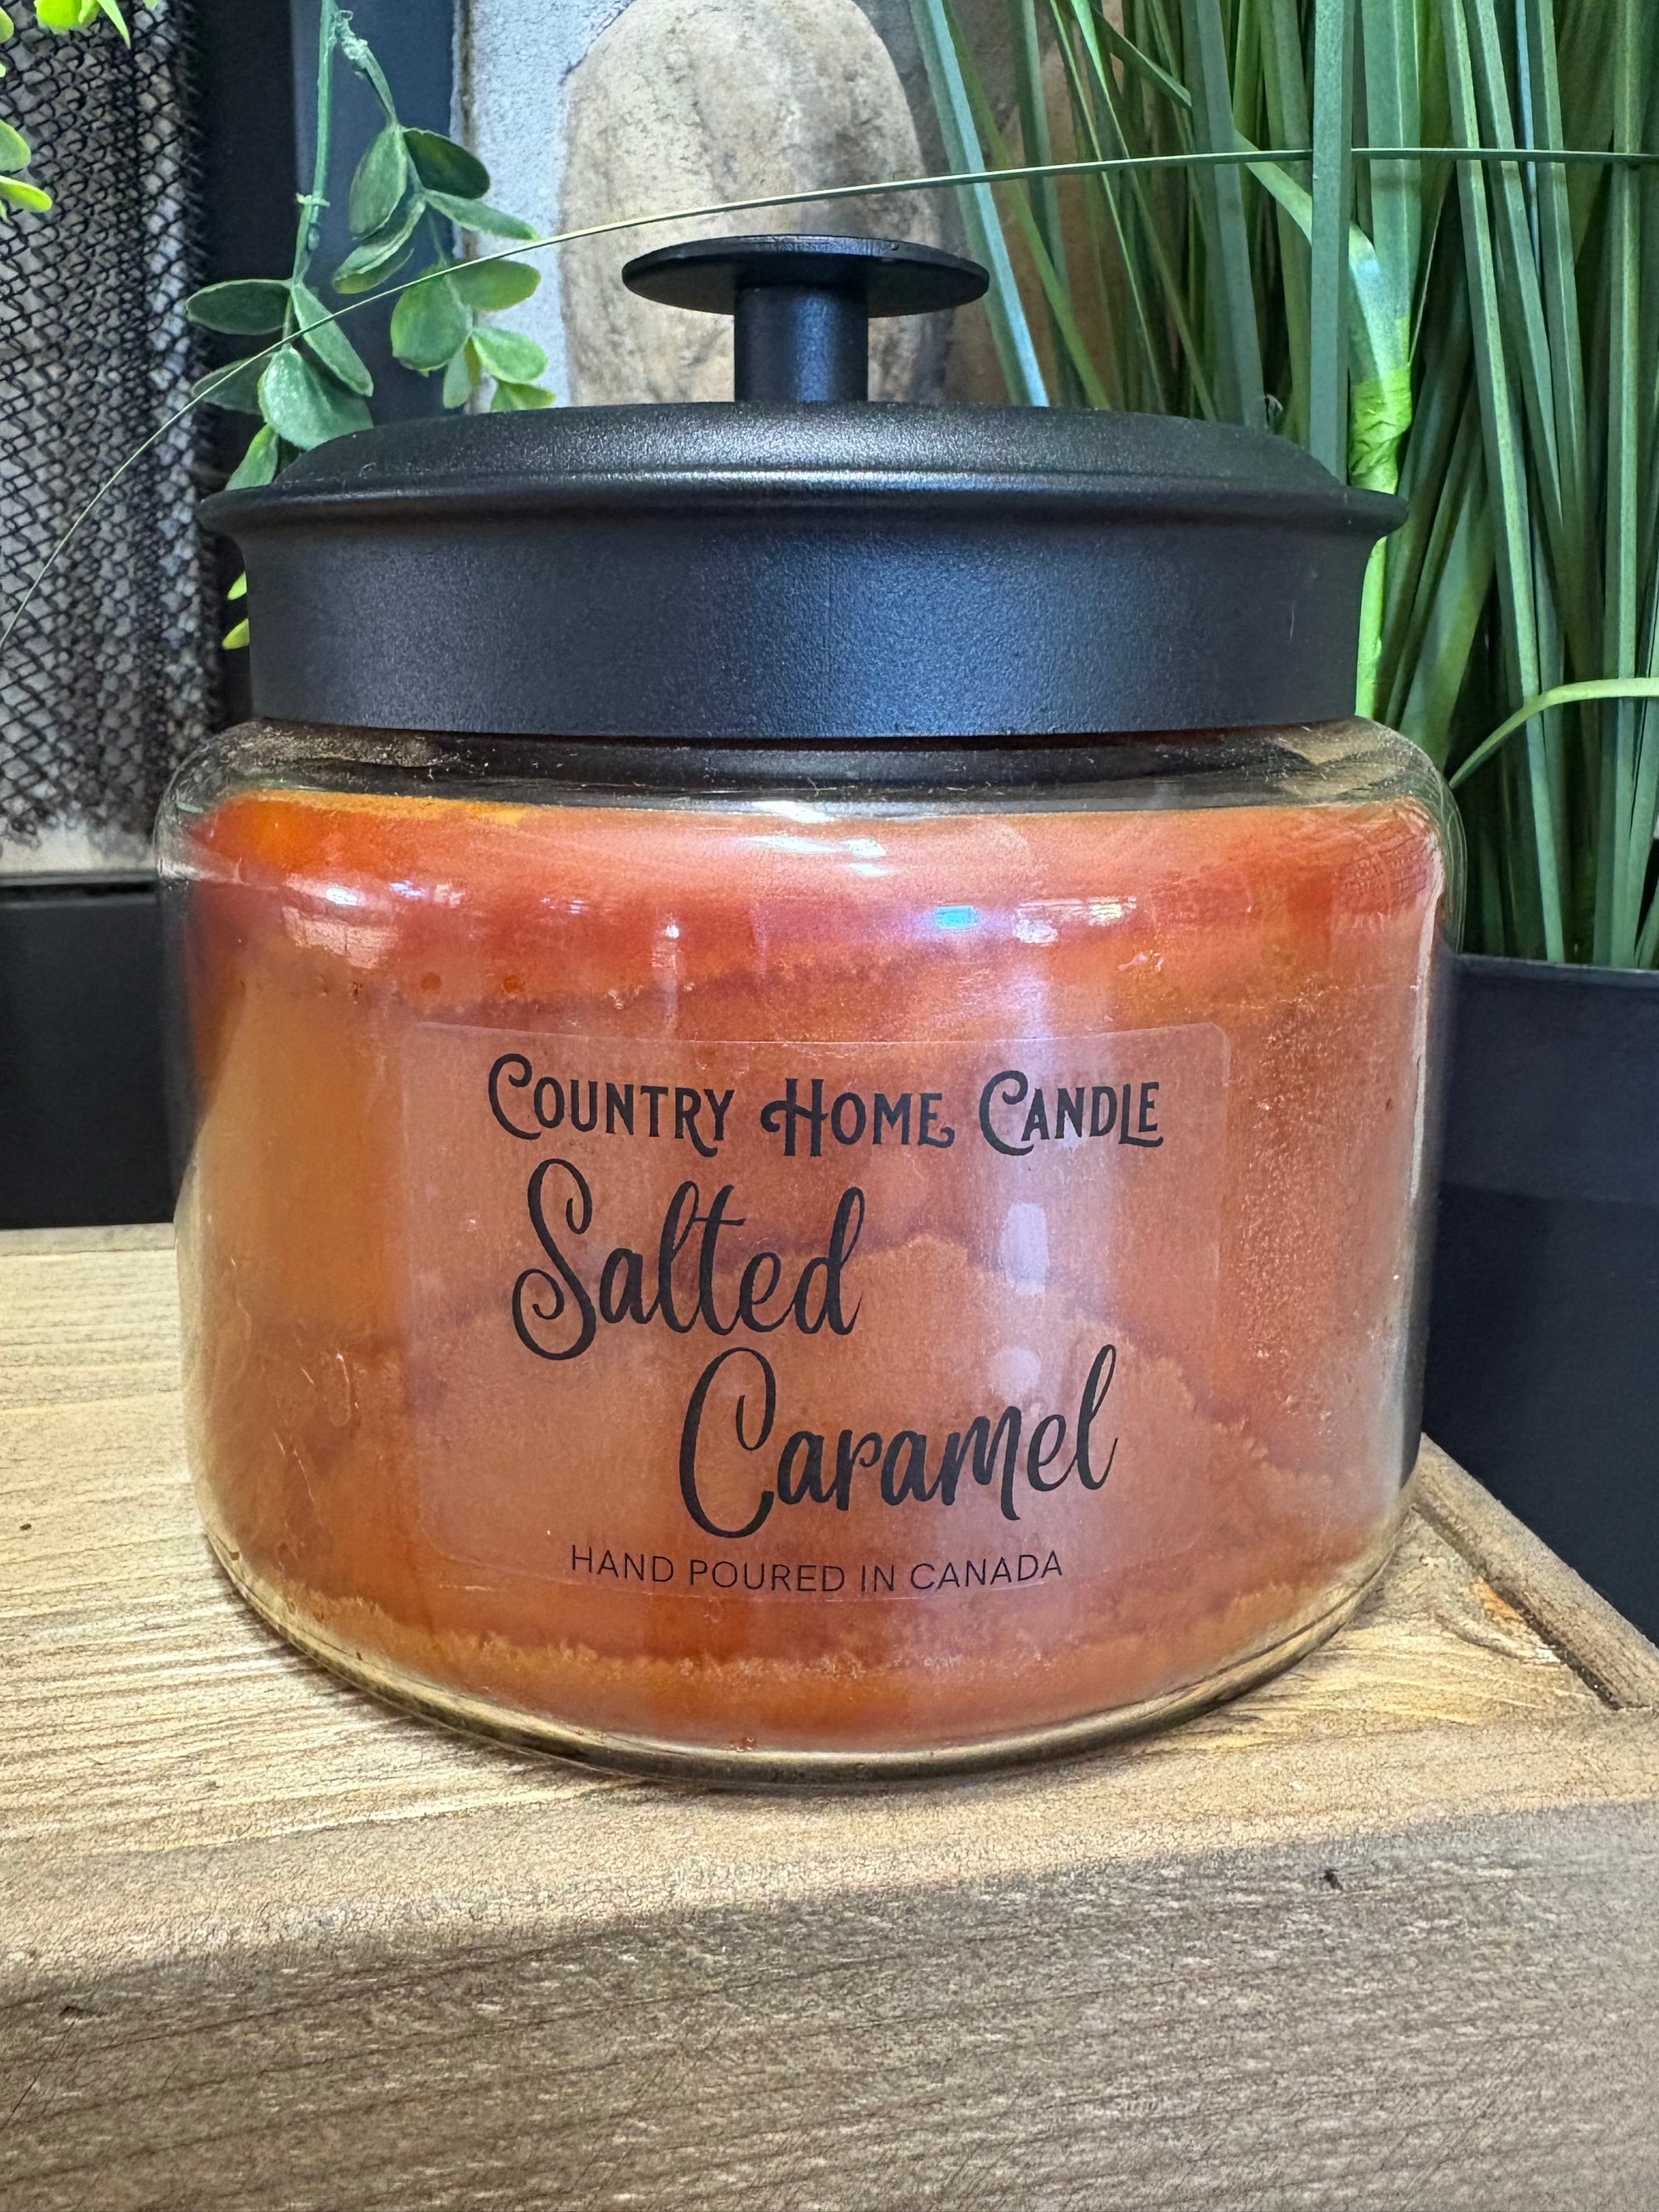 COUNTRY HOME CANDLE
Salted
Caramel
HAND POURED IN CANADA